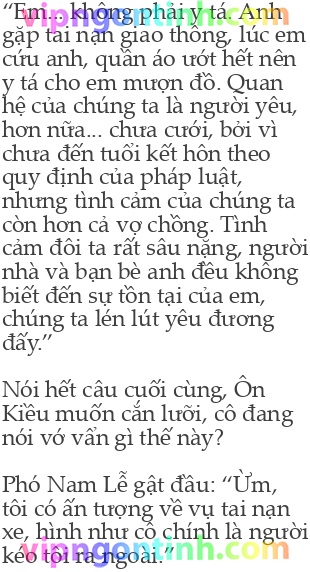 “Em... không phải y tá. Anh
gặp tai nạn giao thông, lúc em
cứu anh, quần áo ướt hết nên
y tá cho em mượn đồ. Quan
hệ của chúng ta là người yêu,
hơn nữa... chưa cưới, bởi vì
chưa đến tuổi kết hôn theo
quy định của pháp luật,
nhưng tình cảm của chúng ta
còn hơn cả vợ chồng. Tình
cảm đôi ta rất sâu nặng, người
nhà và bạn bè anh đều không
biết đến sự tồn tại của em,
chúng ta lén lút yêu đương
đấy.”
Nói hết câu cuối cùng, Ôn
Kiều muốn cắn lưỡi, cô đang
nói vớ vẩn gì thế này?
Phó Nam Lễ gật đầu: “Ừm,
tôi có ấn tượng về vụ tai nạn
xe, hình như cô chính là người
kéo tôi ra ngoài.”
vipngontinh.com
vipngontinh.com
vipngontinh.com